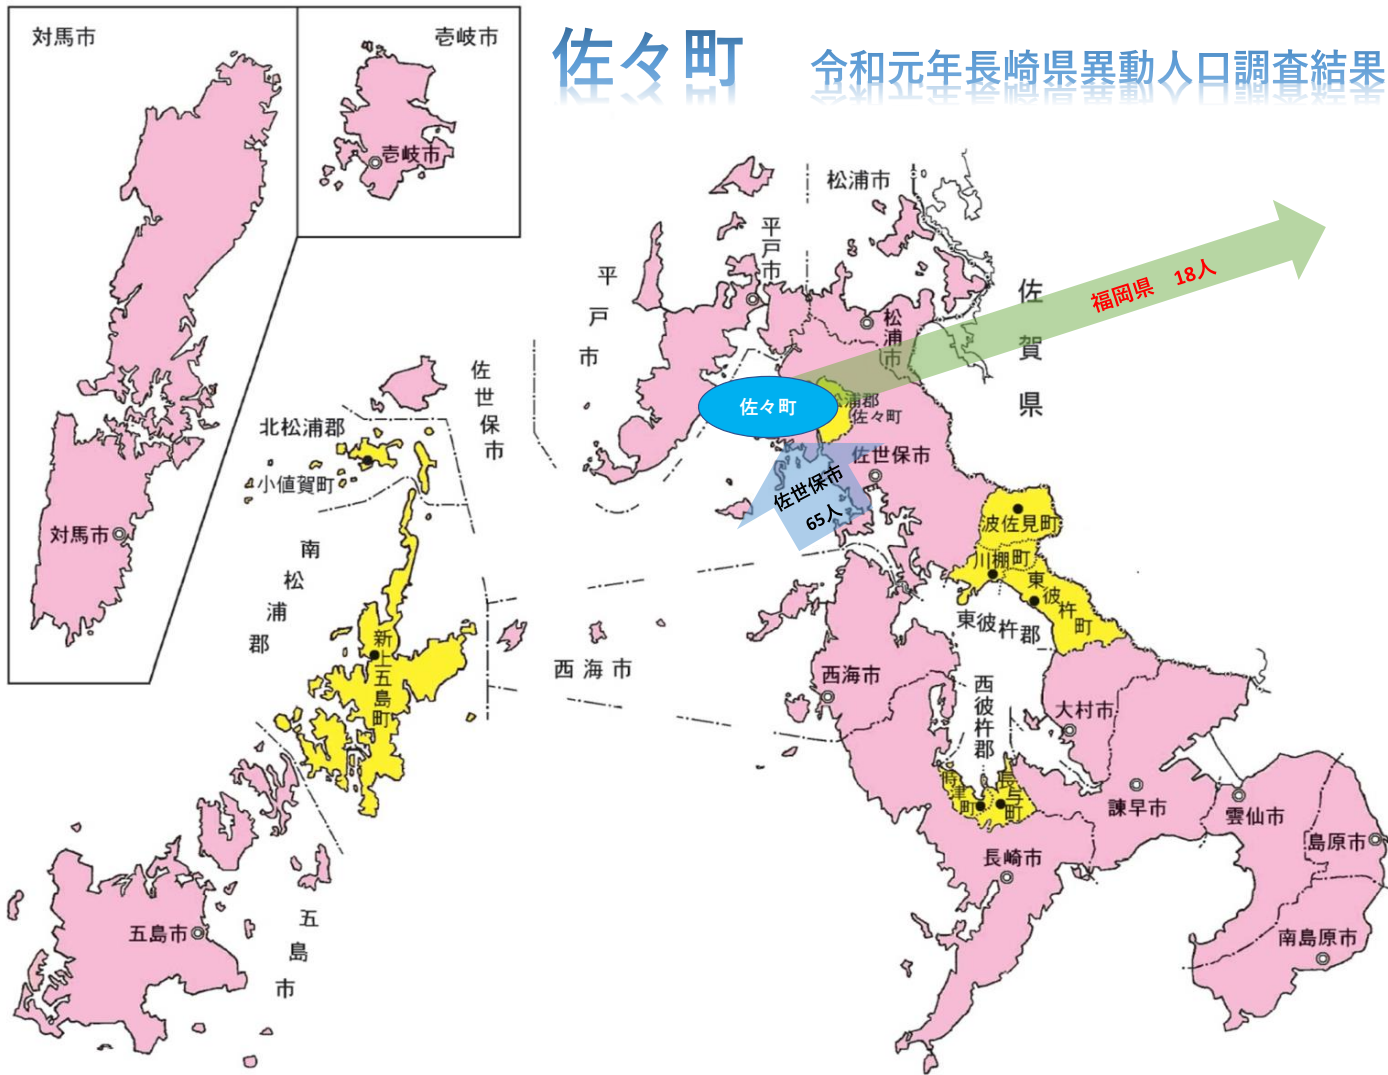 対馬市
壱岐市
佐々町
令和元年長崎県異動人口調査結果
壱岐市
松浦市
平戸市
平戸市
佐賀県
福岡県　18人
松浦市
佐世保市
佐々町
松浦郡
佐々町
北松浦郡
小値賀町
佐世保市
佐世保市
65人
対馬市
波佐見町
川棚町
東彼杵町
東彼杵郡
南松浦郡
新上五島町
西海市
西海市
西彼杵郡
大村市
時津町
長与町
諫早市
雲仙市
島原市
長崎市
南島原市
五島市
五島市